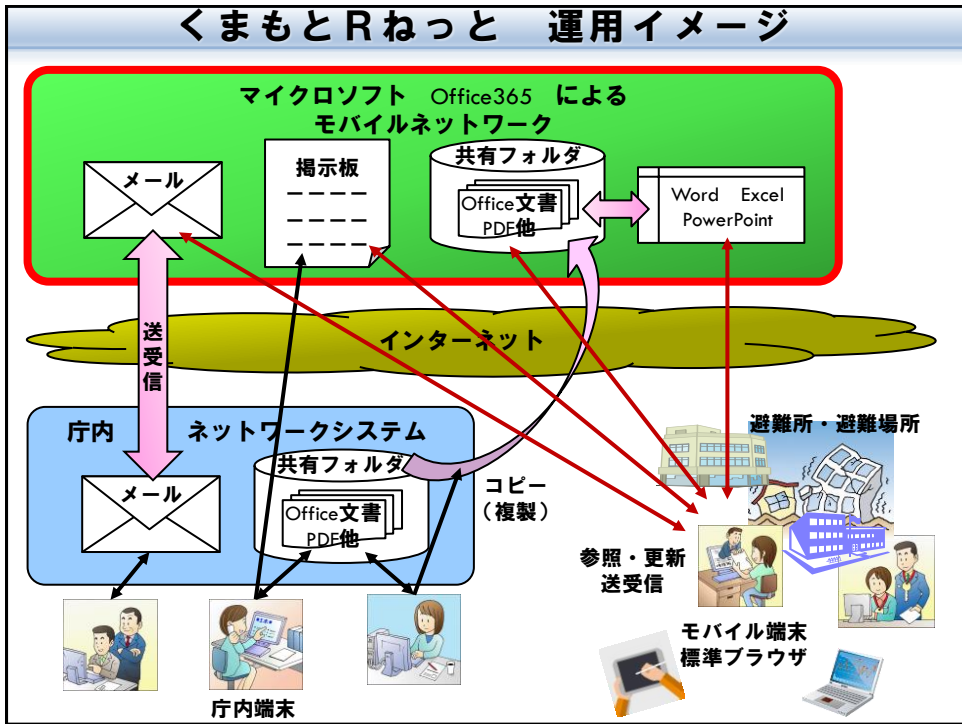 くまもとRねっと　運用イメージ
マイクロソフト　Office365　による
モバイルネットワーク
メール
掲示板
共有フォルダ
Office文書
PDF他
Word　Excel
PowerPoint
インターネット
送受信
庁内　ネットワークシステム
メール
共有フォルダ
Office文書
PDF他
コピー
（複製）
避難所・避難場所
参照・更新
送受信
モバイル端末
標準ブラウザ
庁内端末